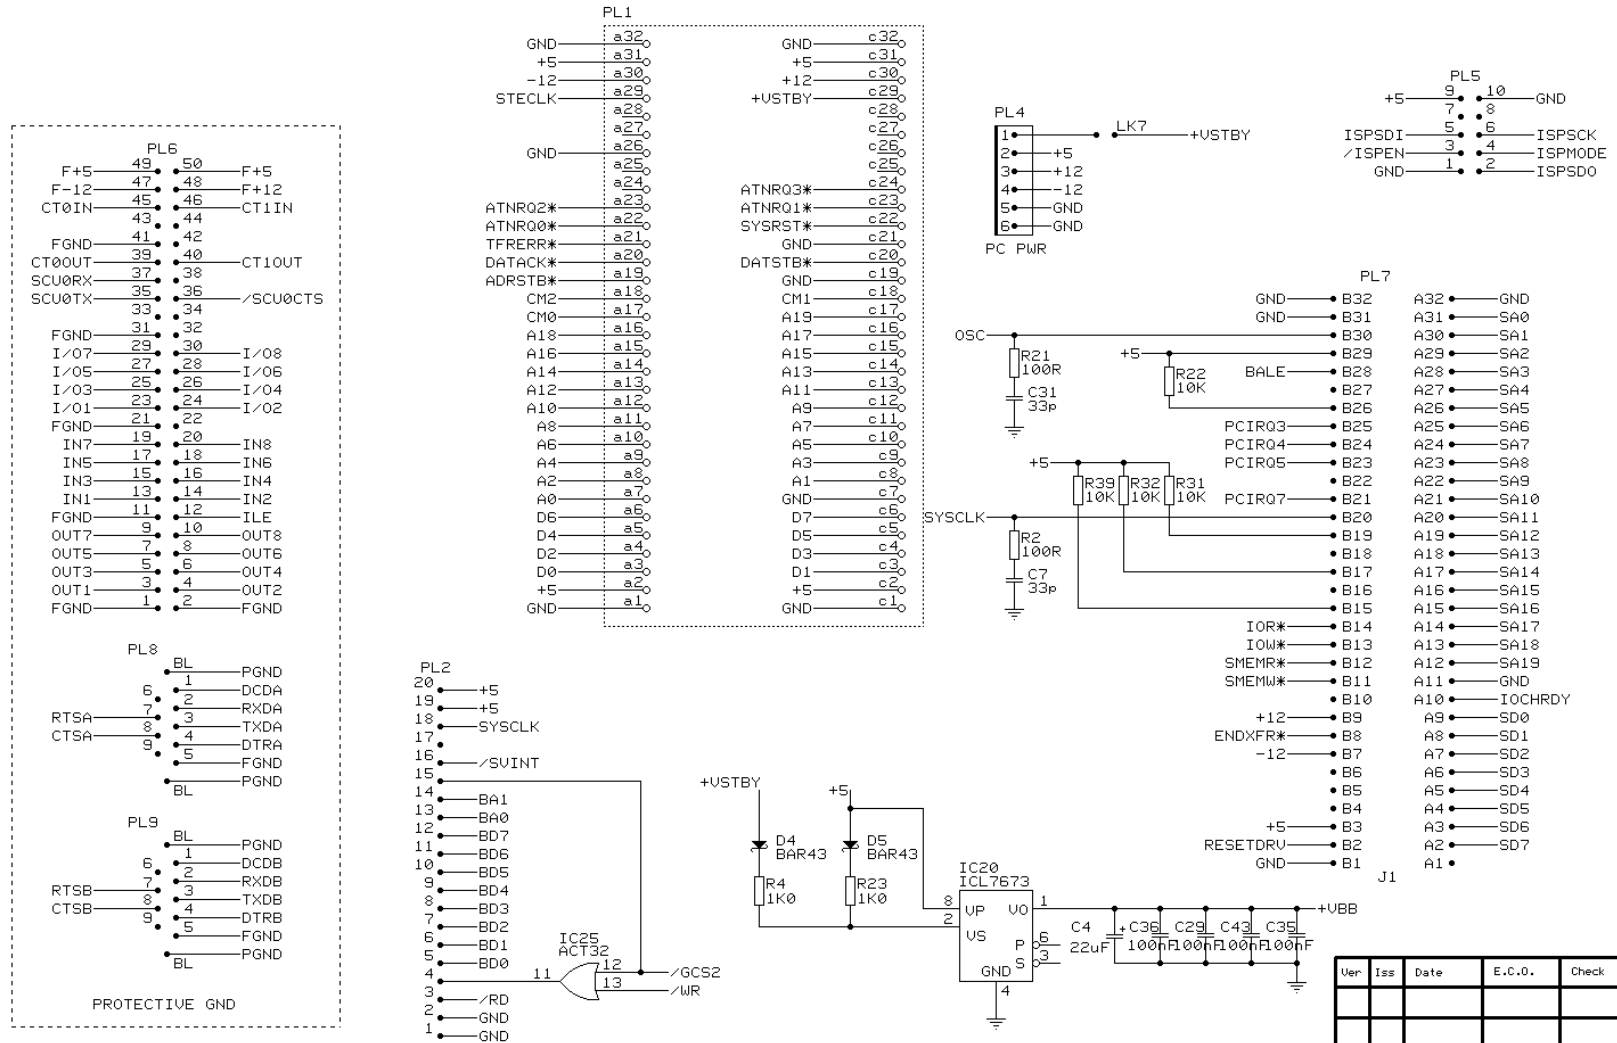 PL1
GND a32 c32 GND
+5 a31 c31 +5
-12 a30 c30 +12
STECLK a29 c29 +VSTBY
a28 c28
a27 c27
GND a26 c26
a25 c25
a24 ATNRQ3* c24
ATNRQ2* a23 ATNRQ1* c23
ATNRQ0* a22 SYSRST* c22
TFRERR* a21 GND c21
DATACK* a20 DATSTB* c20
ADRSTB* a19 GND c19
CM2 a18 CM1 c18
CM0 a17 A19 c17
A18 a16 A17 c16
A16 a15 A15 c15
A14 a14 A13 c14
A12 a13 A11 c13
A10 a12 A9 c12
A8 a11 A7 c11
A6 a10 A5 c10
A4 a9 A3 c9
A2 a8 A1 c8
A0 a7 GND c7
D6 a6 D7 c6
D4 a5 D5 c5
D2 a4 D3 c4
D0 a3 D1 c3
+5 a2 +5 c2
GND a1 GND c1
PL4
1 LK7 +VSTBY
2 +5
3 +12
4 -12
5 GND
6 GND
PC PWR
PL5
+5 9 10 GND
7 8
ISPSDI 5 6 ISPSCK
/ISPEN 3 4 ISPMODE
GND 1 2 ISPSDO
PL6
F+5 49 50 F+5
F-12 47 48 F+12
CT0IN 45 46 CT1IN
43 44
FGND 41 42
CT0OUT 39 40 CT1OUT
SCU0RX 37 38
SCU0TX 35 36 /SCU0CTS
33 34
FGND 31 32
I/O7 29 30 I/O8
I/O5 27 28 I/O6
I/O3 25 26 I/O4
I/O1 23 24 I/O2
FGND 21 22
IN7 19 20 IN8
IN5 17 18 IN6
IN3 15 16 IN4
IN1 13 14 IN2
FGND 11 12 ILE
OUT7 9 10 OUT8
OUT5 7 8 OUT6
OUT3 5 6 OUT4
OUT1 3 4 OUT2
FGND 1 2 FGND
PL8
BL PGND
1 DCDA
6 2 RXDA
RTSA 7 3 TXDA
CTSA 8 4 DTRA
9 5 FGND
PGND
BL
PL9
BL PGND
1 DCDB
6 2 RXDB
RTSB 7 3 TXDB
CTSB 8 4 DTRB
9 5 FGND
PGND
BL
PROTECTIVE GND
PL2
20 +5
19 +5
18 SYSCLK
17
16 /SVINT
15
14 BA1
13 BA0
12 BD7
11 BD6
10 BD5
9 BD4
8 BD3
7 BD2
6 BD1
5 BD0
4
3 /RD
2 GND
1 GND
IC25
ACT32
11 12 /GCS2
13 /WR
PL7
GND B32 A32 GND
GND B31 A31 SA0
OSC B30 A30 SA1
+5 B29 A29 SA2
BALE B28 A28 SA3
B27 A27 SA4
B26 A26 SA5
PCIRQ3 B25 A25 SA6
PCIRQ4 B24 A24 SA7
PCIRQ5 B23 A23 SA8
B22 A22 SA9
PCIRQ7 B21 A21 SA10
SYSCLK B20 A20 SA11
B19 A19 SA12
B18 A18 SA13
B17 A17 SA14
B16 A16 SA15
B15 A15 SA16
IOR* B14 A14 SA17
IOW* B13 A13 SA18
SMEMR* B12 A12 SA19
SMEMW* B11 A11 GND
B10 A10 IOCHRDY
+12 B9 A9 SD0
ENDXFR* B8 A8 SD1
-12 B7 A7 SD2
B6 A6 SD3
B5 A5 SD4
B4 A4 SD5
+5 B3 A3 SD6
RESETDRV B2 A2 SD7
GND B1 A1
J1
R21
100R
C31
33p
R22
10K
+5
R39 R32 R31
10K 10K 10K
R2
100R
C7
33p
+VSTBY +5
D4 D5
BAR43 BAR43
R4 R23
1K0 1K0
IC20
ICL7673
8 VP VO 1 +VBB
2 VS
P 6
S 3
GND
4
C4 C36 C29 C43 C35
22uF + 100nF 100nF 100nF 100nF
Ver Iss Date E.C.O. Check